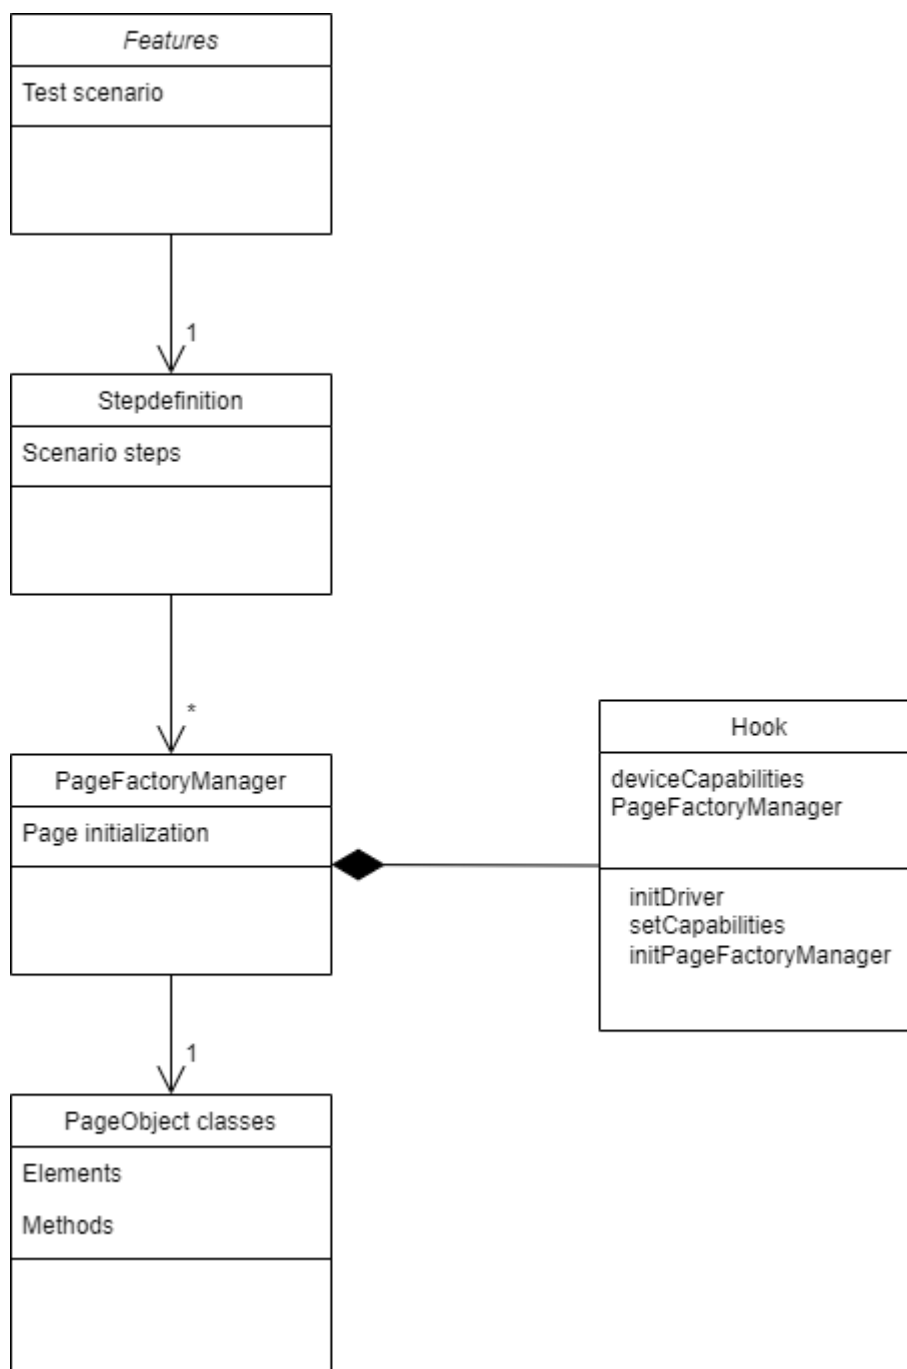 Features
Test scenario
1
Stepdefinition
Scenario steps
*
PageFactoryManager
Page initialization
Hook
deviceCapabilities
PageFactoryManager
initDriver
setCapabilities
initPageFactoryManager
1
PageObject classes
Elements
Methods